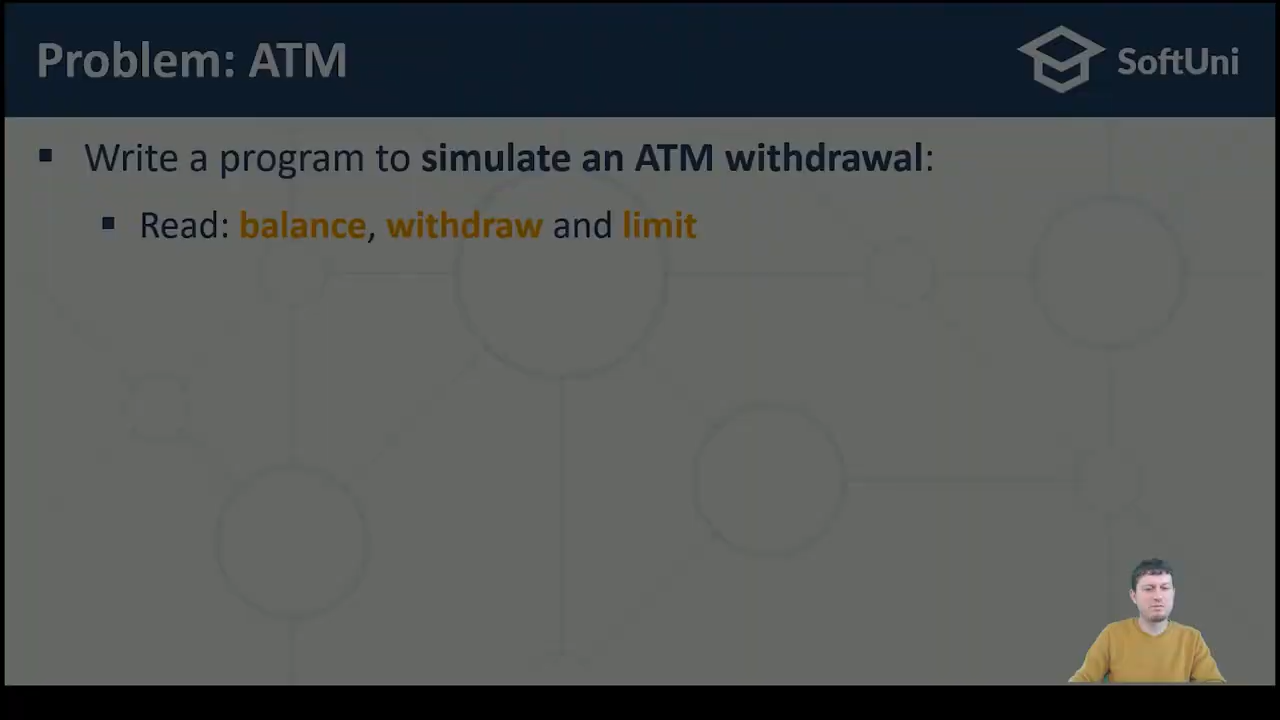 Problem: ATM
SoftUni
▪ Write a program to simulate an ATM withdrawal:
▪ Read: balance, withdraw and limit